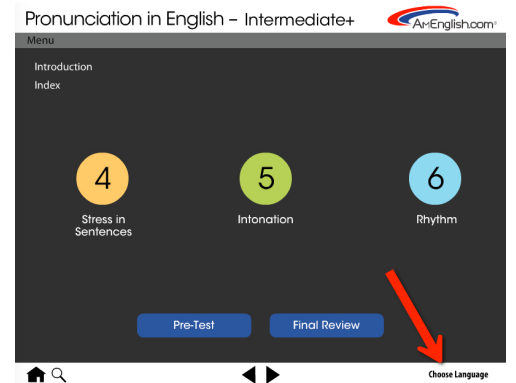 Pronunciation in English – Intermediate+
AMEnglish.com®
Menu
Introduction
Index
4
Stress in
Sentences
5
Intonation
6
Rhythm
Pre-Test
Final Review
Choose Language